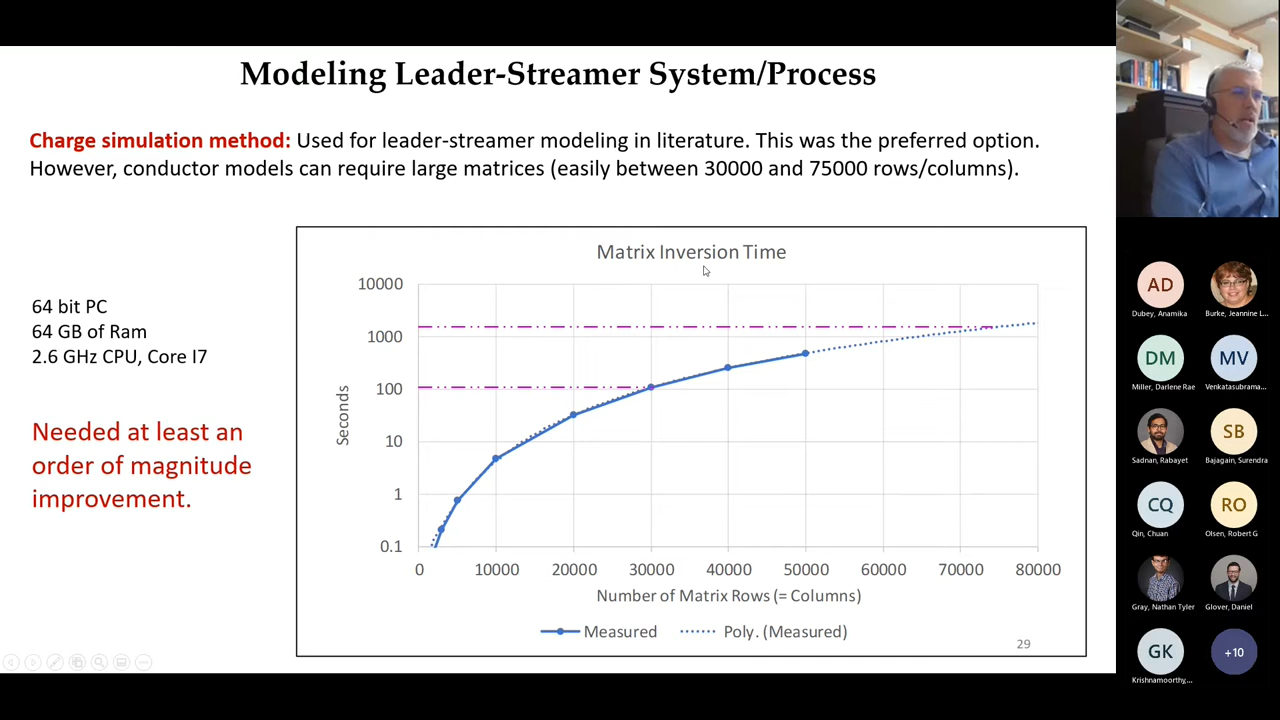 Modeling Leader-Streamer System/Process
Charge simulation method: Used for leader-streamer modeling in literature. This was the preferred option.
However, conductor models can require large matrices (easily between 30000 and 75000 rows/columns).
64 bit PC
64 GB of Ram
2.6 GHz CPU, Core I7
Needed at least an
order of magnitude
improvement.
Matrix Inversion Time
10000
1000
100
10
1
0.1
Seconds
0 10000 20000 30000 40000 50000 60000 70000 80000
Number of Matrix Rows (= Columns)
Measured Poly. (Measured)
29
AD
Dubey, Anamika Burke, Jeannine L...
DM MV
Miller, Darlene Rae Venkatasubrama...
SB
Sadnan, Rabayet Bajagain, Surendra
CQ RO
Qin, Chuan Olsen, Robert G
Gray, Nathan Tyler Glover, Daniel
GK +10
Krishnamoorthy,...